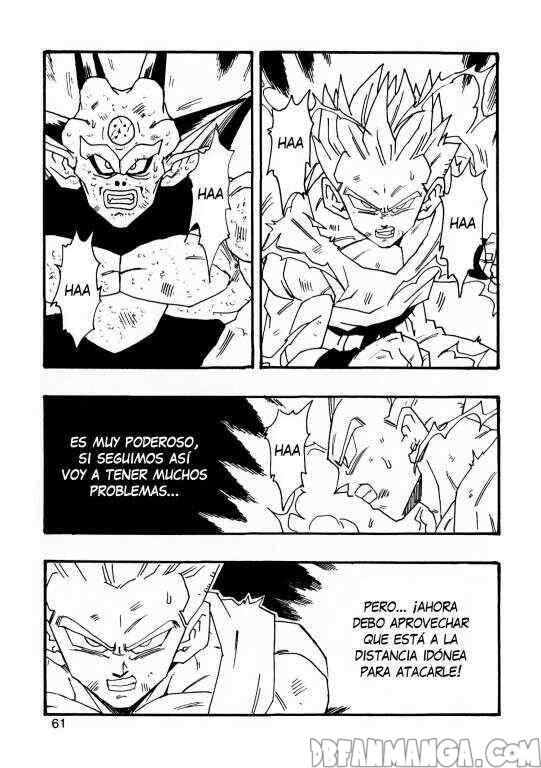 HAA
HAA
HAA
HAA
HAA
ES MUY PODEROSO,
SI SEGUIMOS ASÍ
VOY A TENER MUCHOS
PROBLEMAS...
HAA
PERO... ¡AHORA
DEBO APROVECHAR
QUE ESTÁ A LA
DISTANCIA IDÓNEA
PARA ATACARLE!
61
DBFANMANGA.COM